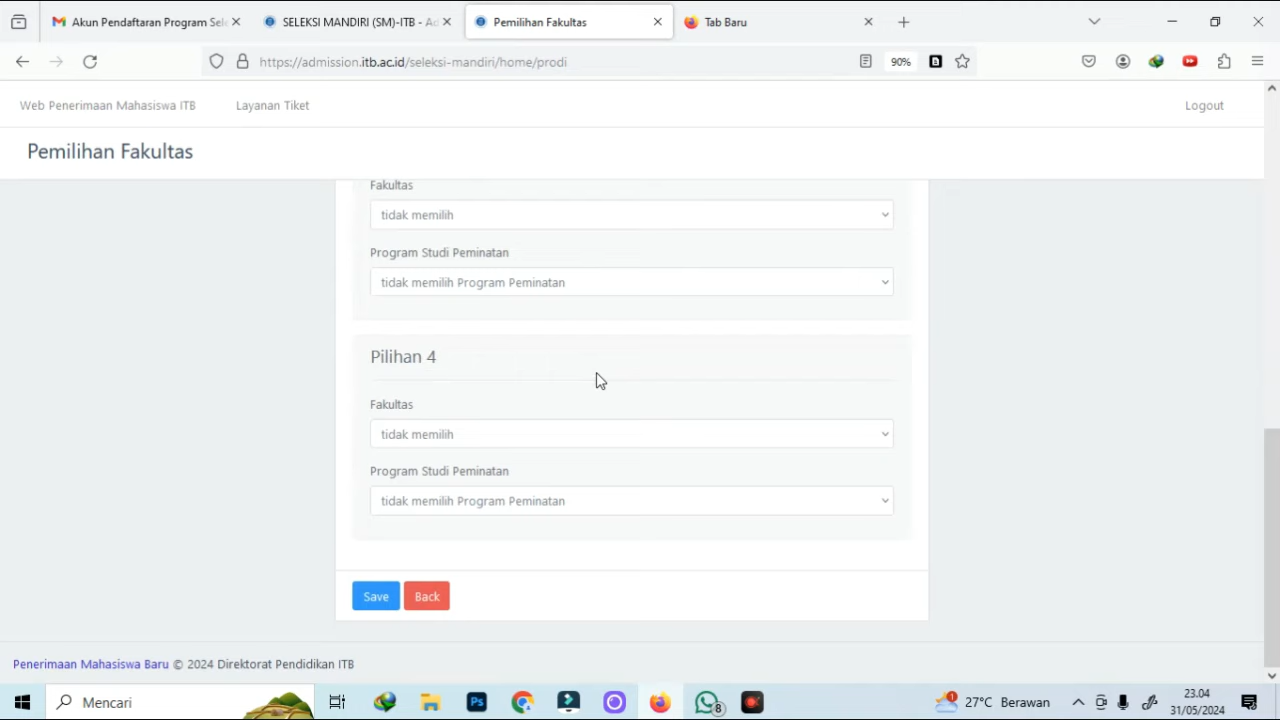 Akun Pendaftaran Program Sel
SELEKSI MANDIRI (SM)-ITB - Ad
Pemilihan Fakultas
Tab Baru
https://admission.itb.ac.id/seleksi-mandiri/home/prodi
90%
Web Penerimaan Mahasiswa ITB
Layanan Tiket
Logout
Pemilihan Fakultas
Fakultas
tidak memilih
Program Studi Peminatan
tidak memilih Program Peminatan
Pilihan 4
Fakultas
tidak memilih
Program Studi Peminatan
tidak memilih Program Peminatan
Save
Back
Penerimaan Mahasiswa Baru © 2024 Direktorat Pendidikan ITB
Mencari
Ps
8
27°C Berawan
23.04
31/05/2024